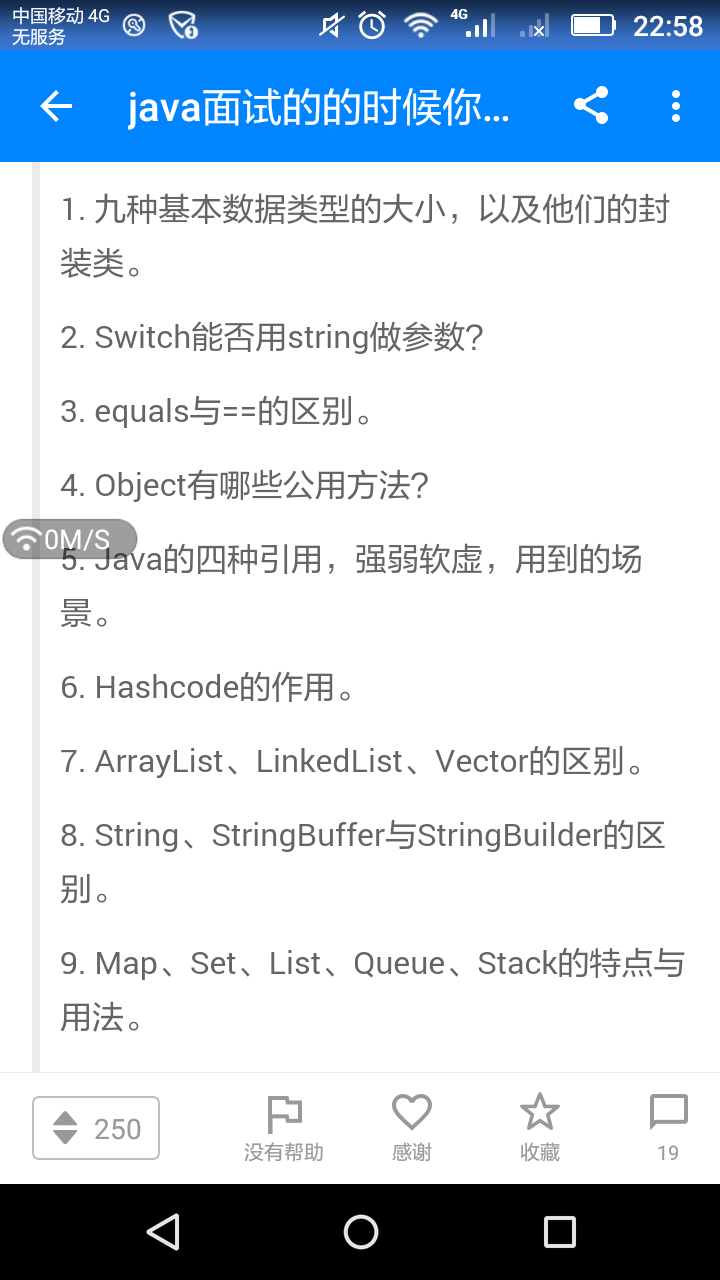 中国移动 4G
无服务
4G
22:58
java面试的的时候你...
1. 九种基本数据类型的大小，以及他们的封
装类。
2. Switch能否用string做参数?
3. equals与==的区别。
4. Object有哪些公用方法?
0M/S
5. Java的四种引用，强弱软虚，用到的场
景。
6. Hashcode的作用。
7. ArrayList、LinkedList、Vector的区别。
8. String、StringBuffer与StringBuilder的区
别。
9. Map、Set、List、Queue、Stack的特点与
用法。
250
没有帮助
感谢
收藏
19